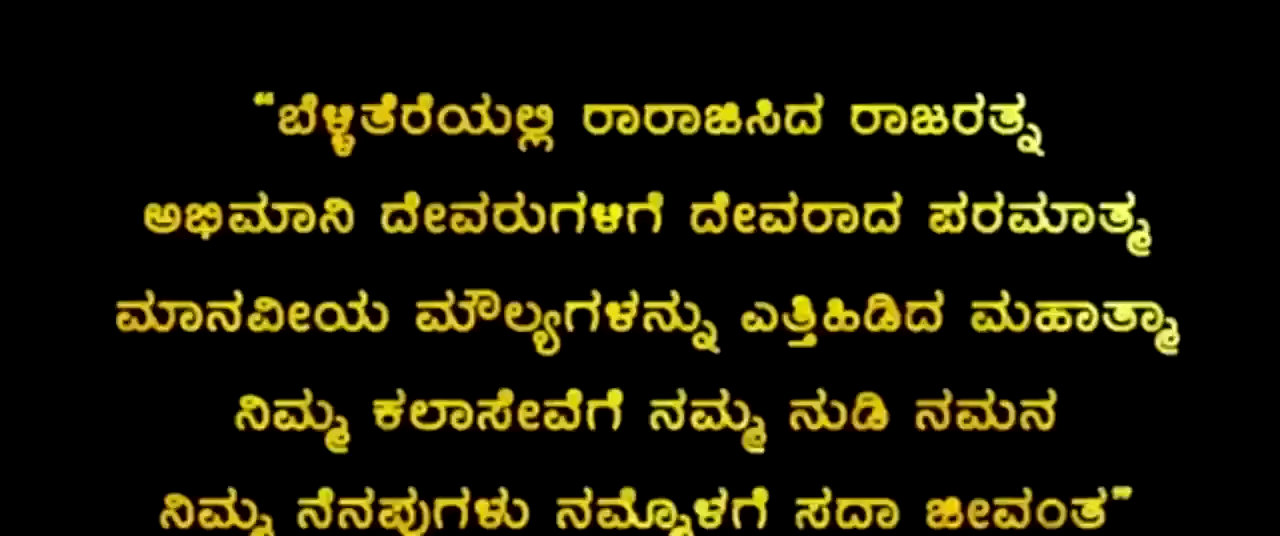 “ಬೆಳ್ಳಿತೆರೆಯಲ್ಲಿ ರಾರಾಜಿಸಿದ ರಾಜರತ್ನ
ಅಭಿಮಾನಿ ದೇವರುಗಳಿಗೆ ದೇವರಾದ ಪರಮಾತ್ಮ
ಮಾನವೀಯ ಮೌಲ್ಯಗಳನ್ನು ಎತ್ತಿಹಿಡಿದ ಮಹಾತ್ಮಾ
ನಿಮ್ಮ ಕಲಾಸೇವೆಗೆ ನಮ್ಮ ನುಡಿ ನಮನ
ನಿಮ್ಮ ನೆನಪುಗಳು ನಮ್ಮೊಳಗೆ ಸದಾ ಜೀವಂತ”